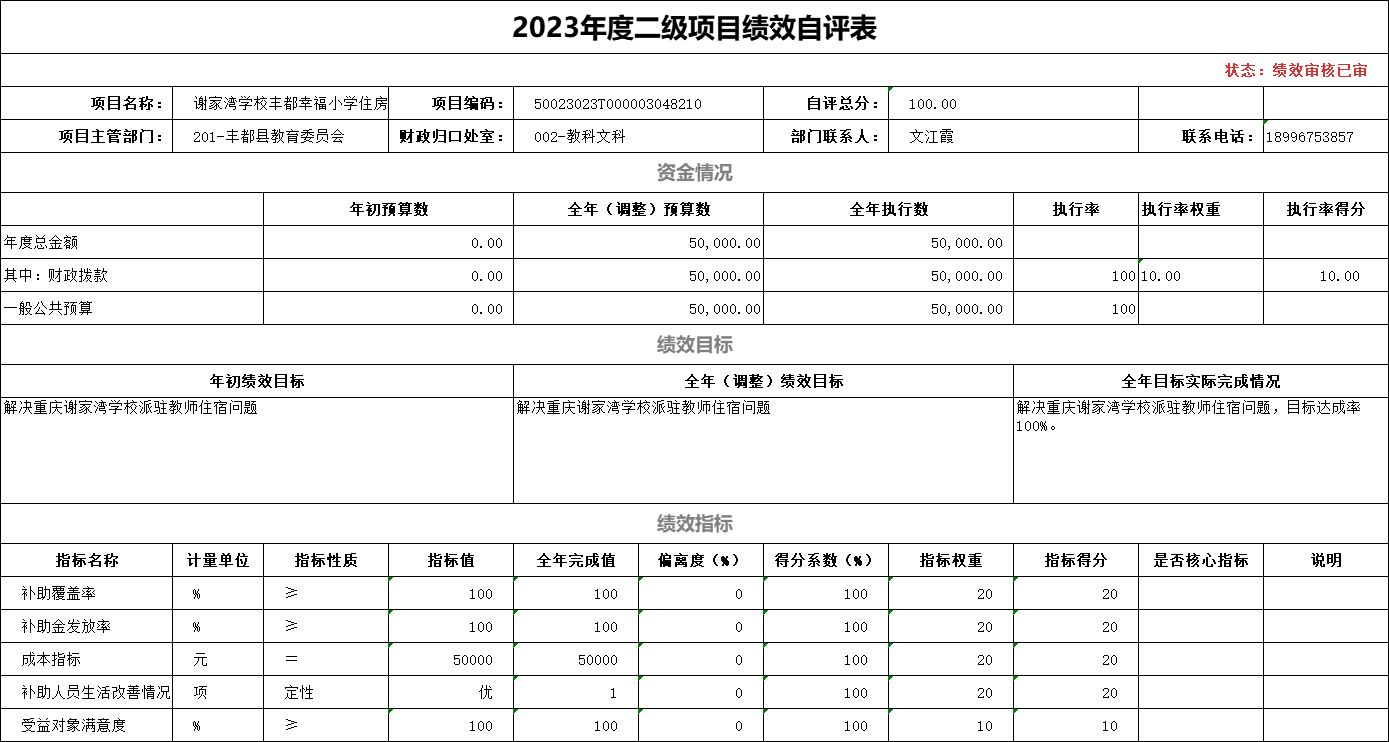 2023年度二级项目绩效自评表
状态：绩效审核已审
项目名称： 谢家湾学校丰都幸福小学住房 项目编码： 50023023T000003048210 自评总分： 100.00
项目主管部门： 201-丰都县教育委员会 财政归口处室： 002-教科文科 部门联系人： 文江霞 联系电话： 18996753857
资金情况
年初预算数 全年（调整）预算数 全年执行数 执行率 执行率权重 执行率得分
年度总金额 0.00 50,000.00 50,000.00
其中：财政拨款 0.00 50,000.00 50,000.00 100 10.00 10.00
一般公共预算 0.00 50,000.00 50,000.00 100
绩效目标
年初绩效目标 全年（调整）绩效目标 全年目标实际完成情况
解决重庆谢家湾学校派驻教师住宿问题 解决重庆谢家湾学校派驻教师住宿问题 解决重庆谢家湾学校派驻教师住宿问题，目标达成率
100%。
绩效指标
指标名称 计量单位 指标性质 指标值 全年完成值 偏离度（%） 得分系数（%） 指标权重 指标得分 是否核心指标 说明
补助覆盖率 % ≥ 100 100 0 100 20 20
补助金发放率 % ≥ 100 100 0 100 20 20
成本指标 元 ＝ 50000 50000 0 100 20 20
补助人员生活改善情况 项 定性 优 1 0 100 20 20
受益对象满意度 % ≥ 100 100 0 100 10 10